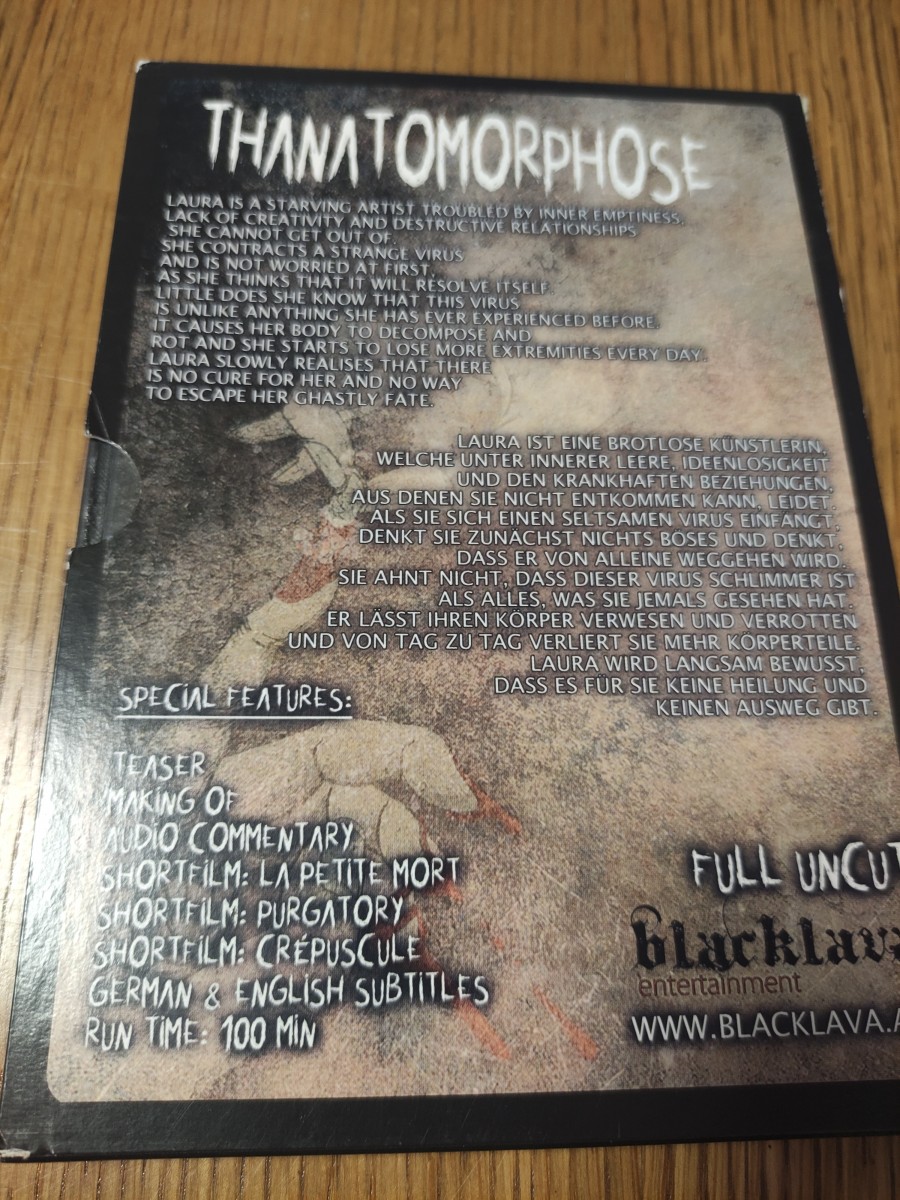 THANATOMORPHOSE
LAURA IS A STARVING ARTIST TROUBLED BY INNER EMPTINESS.
LACK OF CREATIVITY AND DESTRUCTIVE RELATIONSHIPS
SHE CANNOT GET OUT OF.
SHE CONTRACTS A STRANGE VIRUS
AND IS NOT WORRIED AT FIRST,
AS SHE THINKS THAT IT WILL RESOLVE ITSELF.
LITTLE DOES SHE KNOW THAT THIS VIRUS
IS UNLIKE ANYTHING SHE HAS EVER EXPERIENCED BEFORE.
IT CAUSES HER BODY TO DECOMPOSE AND
ROT AND SHE STARTS TO LOSE MORE EXTREMITIES EVERY DAY.
LAURA SLOWLY REALISES THAT THERE
IS NO CURE FOR HER AND NO WAY
TO ESCAPE HER GHASTLY FATE.
LAURA IST EINE BROTLOSE KÜNSTLERIN,
WELCHE UNTER INNERER LEERE, IDEENLOSIGKEIT
UND DEN KRANKHAFTEN BEZIEHUNGEN,
AUS DENEN SIE NICHT ENTKOMMEN KANN, LEIDET.
ALS SIE SICH EINEN SELTSAMEN VIRUS EINFÄNGT,
DENKT SIE ZUNÄCHST NICHTS BÖSES UND DENKT,
DASS ER VON ALLEINE WEGGEHEN WIRD.
SIE AHNT NICHT, DASS DIESER VIRUS SCHLIMMER IST
ALS ALLES, WAS SIE JEMALS GESEHEN HAT.
ER LÄSST IHREN KÖRPER VERWESEN UND VERROTTEN
UND VON TAG ZU TAG VERLIERT SIE MEHR KÖRPERTEILE.
LAURA WIRD LANGSAM BEWUSST,
DASS ES FÜR SIE KEINE HEILUNG UND
KEINEN AUSWEG GIBT.
SPECIAL FEATURES:
TEASER
MAKING OF
AUDIO COMMENTARY
SHORTFILM: LA PETITE MORT
SHORTFILM: PURGATORY
SHORTFILM: CRÉPUSCULE
GERMAN & ENGLISH SUBTITLES
RUN TIME: 100 MIN
FULL UNCUT
blacklava
entertainment
WWW.BLACKLAVA.A